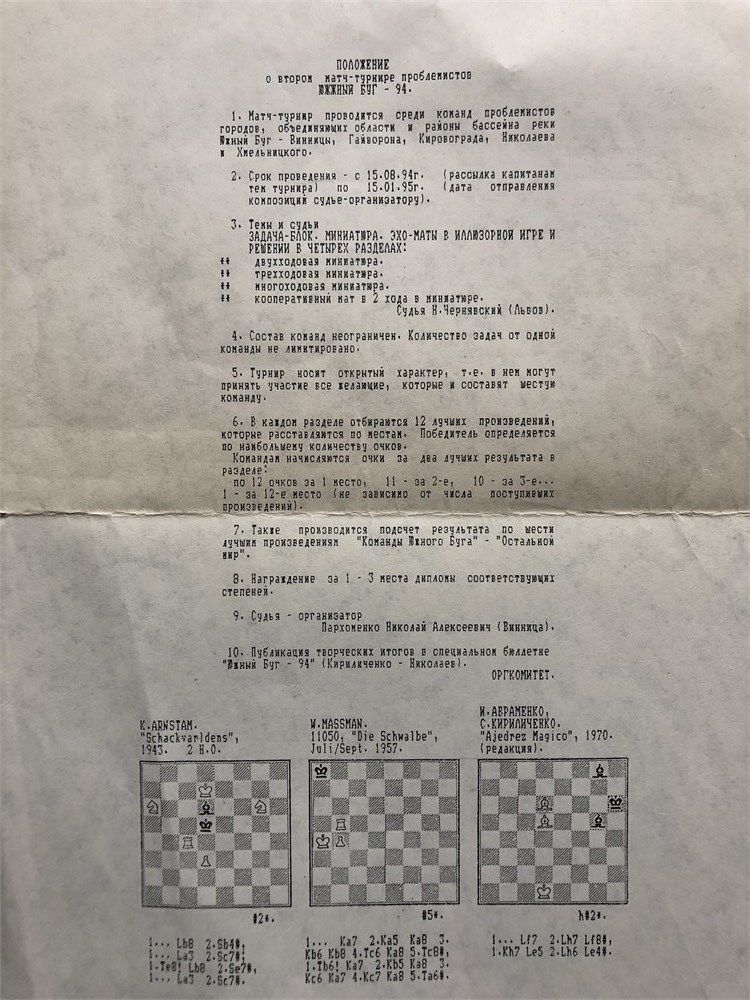 ПОЛОЖЕНИЕ
о втором матч-турнире проблемистов
ЮЖЖНЫЙ БУГ - 94.
1. Матч-турнир проводится среди команд проблемистов
городов, объединяющих области и районы бассейна реки
Южный Буг - Винницы, Гайворона, Кировограда, Николаева
и Хмельницкого.
2. Срок проведения - с 15.08.94г. (рассылка капитанам
тем турнира) по 15.01.95г. (дата отправления
композиций судье-организатору).
3. Темы и судьи
ЗАДАЧА-БЛОК. МИНИАТЮРА. ЭХО-МАТЫ В ИЛЛЮЗОРНОЙ ИГРЕ И
РЕШЕНИИ В ЧЕТЫРЕХ РАЗДЕЛАХ:
** двухходовая миниатюра.
** трехходовая миниатюра.
** многоходовая миниатюра.
** кооперативный мат в 2 хода в миниатюре.
Судья Н.Чернявский (Львов).
4. Состав команд неограничен. Количество задач от одной
команды не лимитировано.
5. Турнир носит открытый характер, т.е. в нем могут
принять участие все желающие, которые и составят шестую
команду.
6. В каждом разделе отбираются 12 лучших произведений,
которые расставляются по местам. Победитель определяется
по наибольшему количеству очков.
Командам начисляются очки за два лучших результата в
разделе:
по 12 очков за 1 место, 11 - за 2-е, 10 - за 3-е...
1 - за 12-е место (не зависимо от числа поступивших
произведений).
7. Также производится подсчет результата по шести
лучшим произведениям "Команды Южного Буга" - "Остальной
мир".
8. Награждение за 1 - 3 места дипломы соответствующих
степеней.
9. Судья - организатор
Пархоменко Николай Алексеевич (Винница).
10. Публикация творческих итогов в специальном бюллетне
"Южный Буг - 94" (Кириличенко - Николаев).
ОРГКОМИТЕТ.
K.ARNSTAM.
"Schackvarldens",
1943. 2 H.O.
#2*.
1... Lb8 2.Sb4#,
1... La3 2.Sc7#;
1.Te8! Lb8 2.Se7#,
1... La3 2.Sc7#.
W.MASSMAN.
11050, "Die Schwalbe",
Juli/Sept. 1957.
#5*.
1... Ka7 2.Ka5 Ka8 3.
Kb6 Kb8 4.Tc6 Ka8 5.Tc8#,
1.Tb6! Ka7 2.Kb5 Ka8 3.
Kc6 Ka7 4.Kc7 Ka8 5.Ta6#.
И.АВРАМЕНКО,
С.КИРИЛИЧЕНКО.
"Ajedrez Magico", 1970.
(редакция).
h#2*.
1... Lf7 2.Lh7 Lf8#,
1.Kh7 Le5 2.Lh6 Le4#.